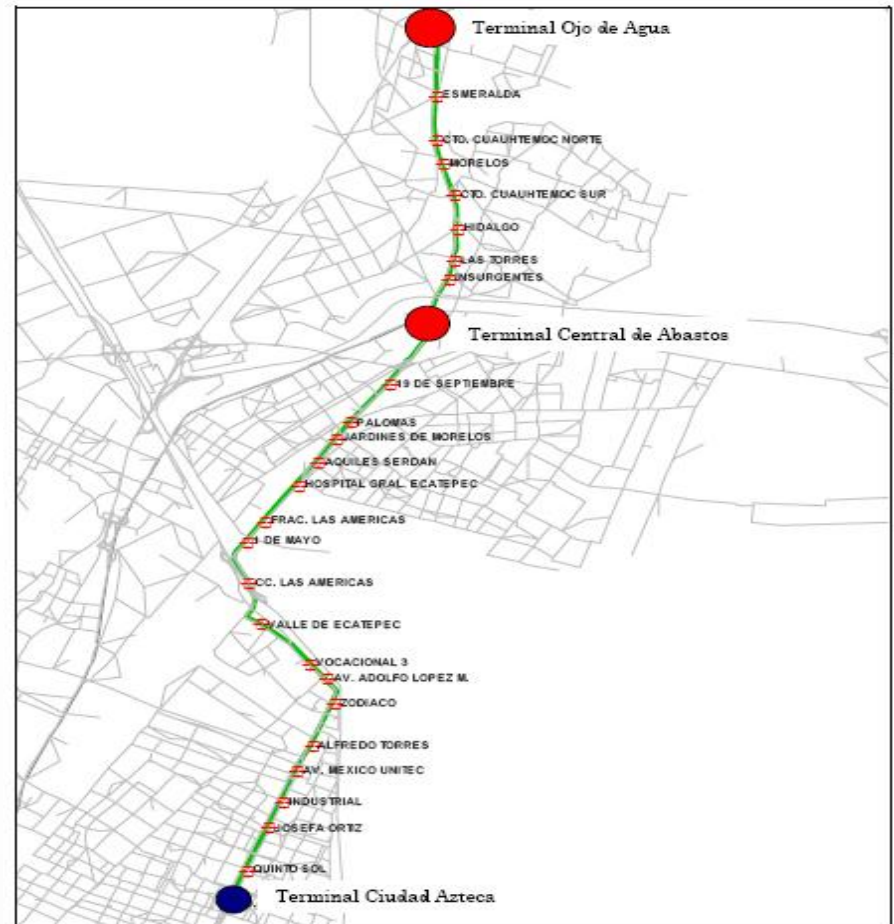 Terminal Ojo de Agua
ESMERALDA
CTO. CUAUHTEMOC NORTE
MORELOS
CTO. CUAUHTEMOC SUR
HIDALGO
LAS TORRES
INSURGENTES
Terminal Central de Abastos
19 DE SEPTIEMBRE
PALOMAS
JARDINES DE MORELOS
AQUILES SERDAN
HOSPITAL GRAL. ECATEPEC
FRAC. LAS AMERICAS
1 DE MAYO
CC. LAS AMERICAS
VALLE DE ECATEPEC
VOCACIONAL 3
AV. ADOLFO LOPEZ M.
ZODIACO
ALFREDO TORRES
AV. MEXICO UNITEC
INDUSTRIAL
JOSEFA ORTIZ
QUINTO SOL
Terminal Ciudad Azteca